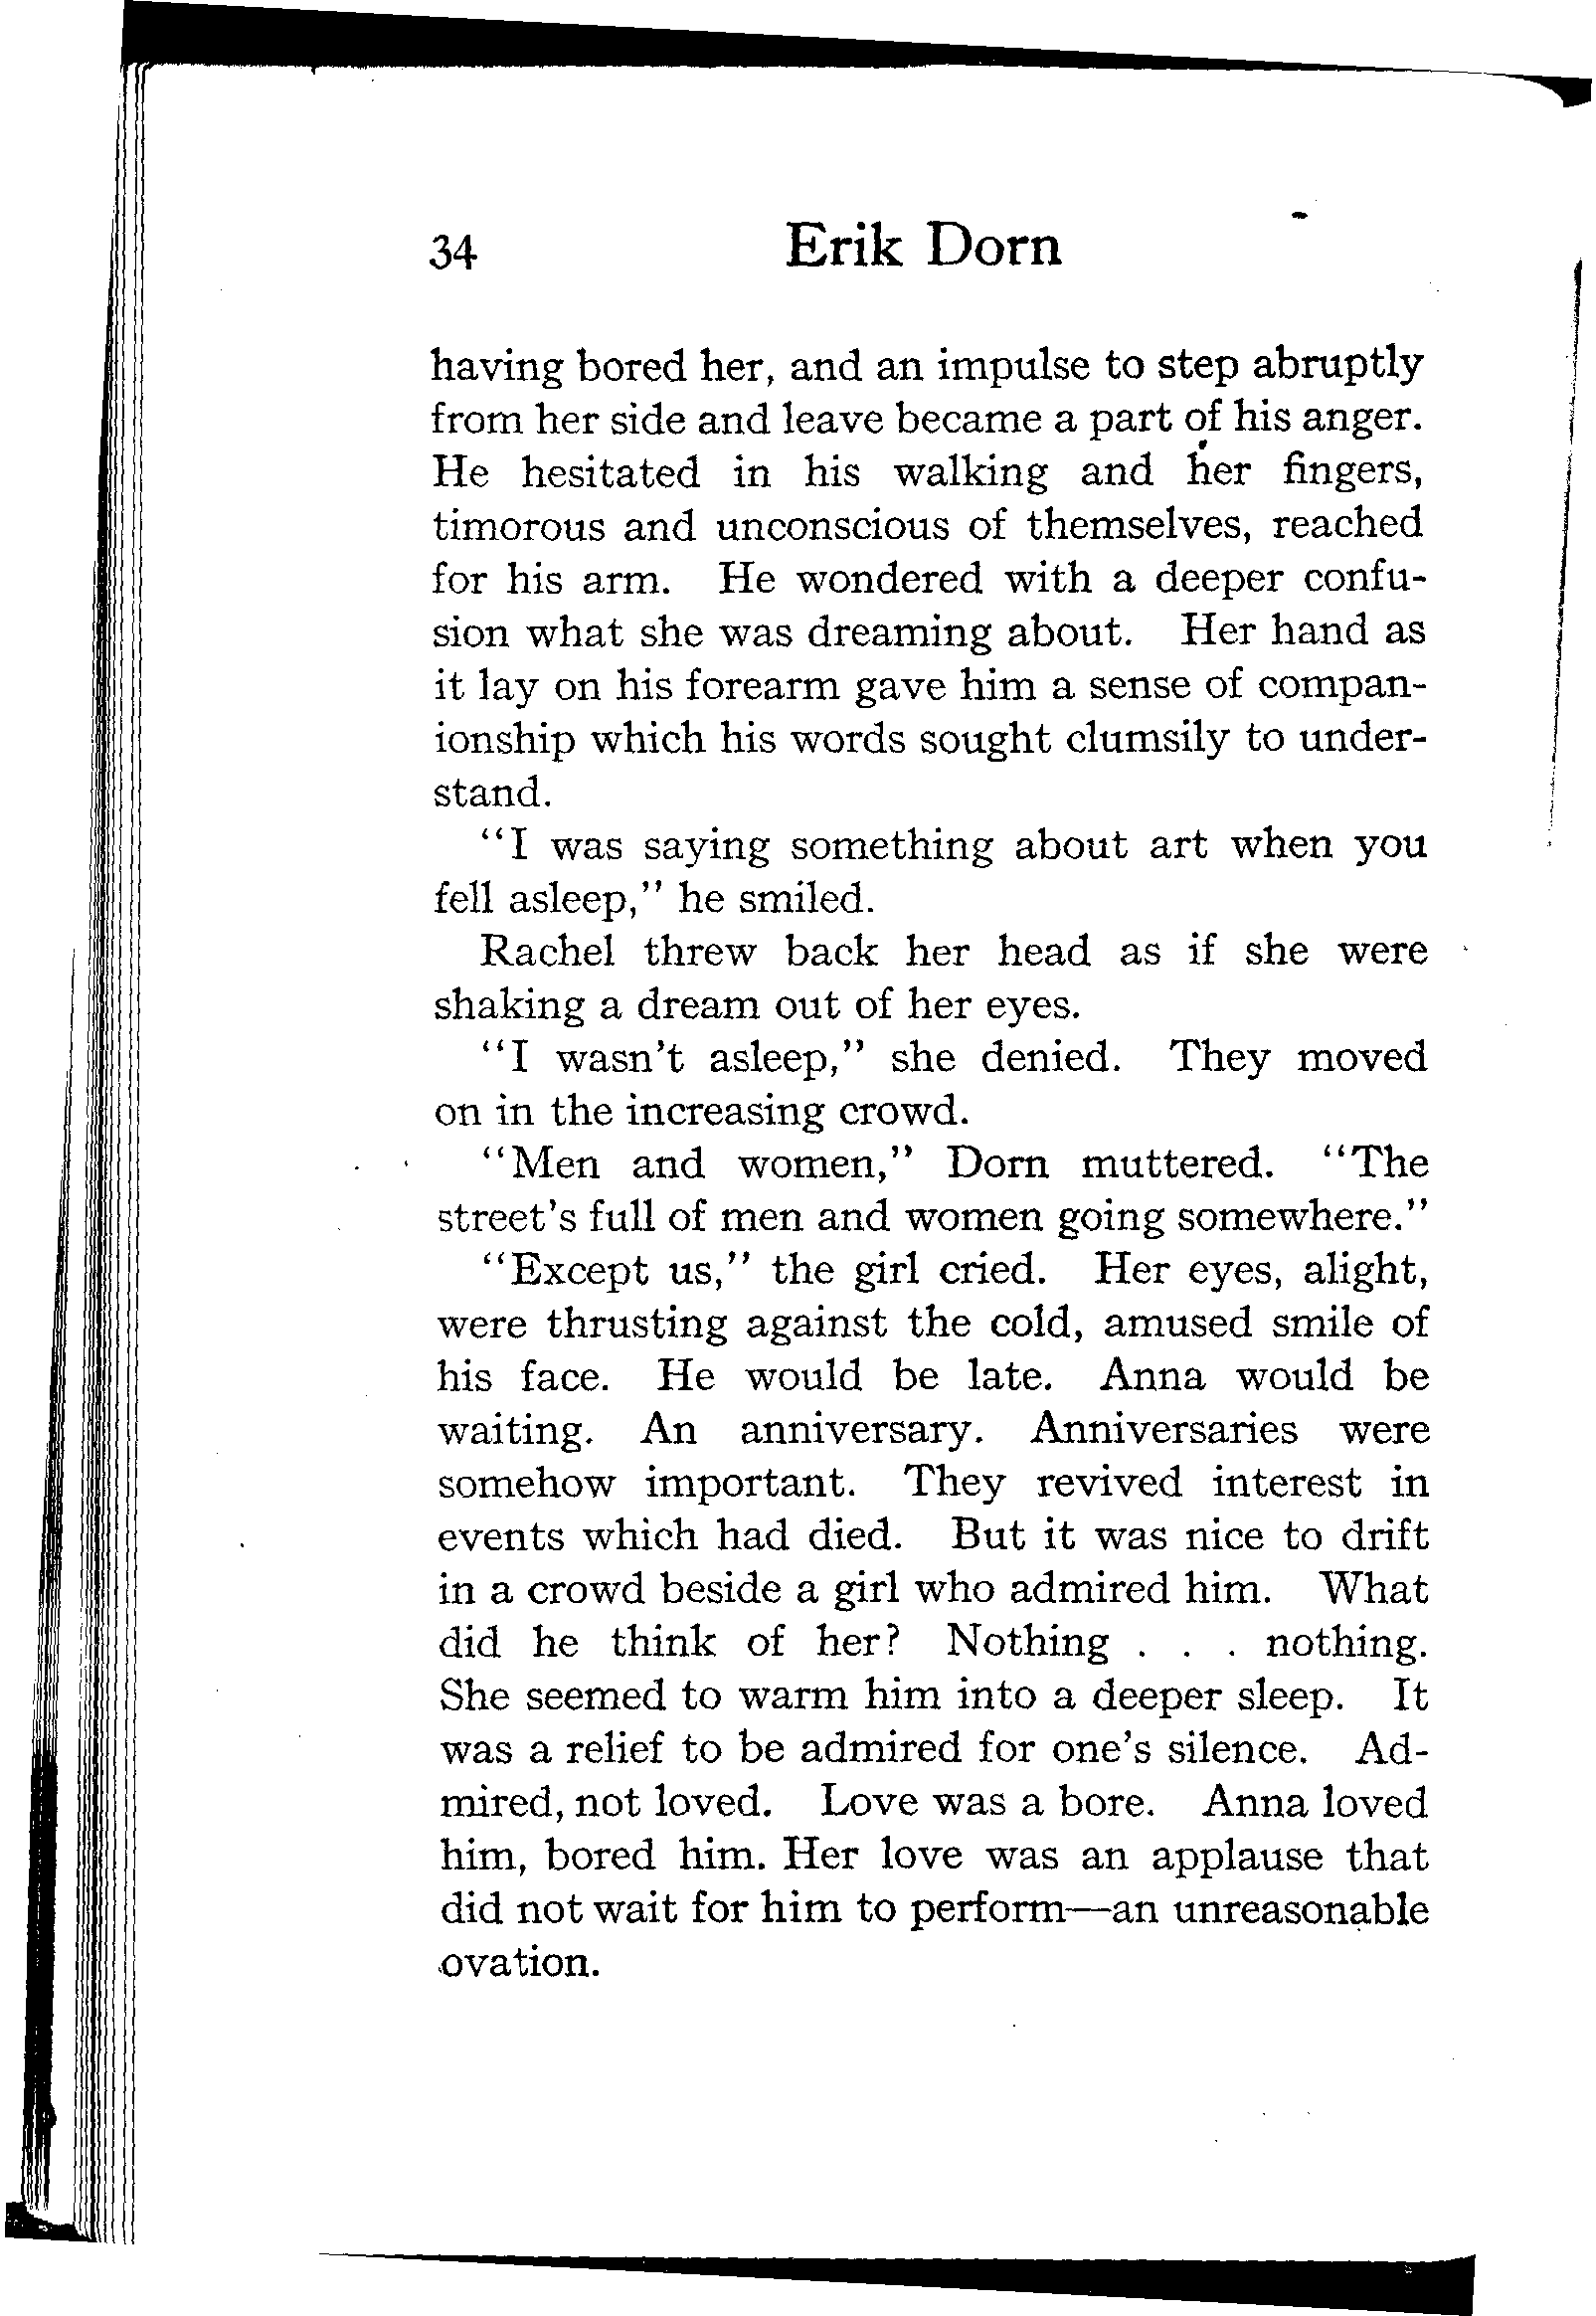 34 Erik Dorn
having bored her, and an impulse to step abruptly
from her side and leave became a part of his anger.
He hesitated in his walking and her fingers,
timorous and unconscious of themselves, reached
for his arm. He wondered with a deeper confu-
sion what she was dreaming about. Her hand as
it lay on his forearm gave him a sense of compan-
ionship which his words sought clumsily to under-
stand.
"I was saying something about art when you
fell asleep," he smiled.
Rachel threw back her head as if she were
shaking a dream out of her eyes.
"I wasn't asleep," she denied. They moved
on in the increasing crowd.
"Men and women," Dorn muttered. "The
street's full of men and women going somewhere."
"Except us," the girl cried. Her eyes, alight,
were thrusting against the cold, amused smile of
his face. He would be late. Anna would be
waiting. An anniversary. Anniversaries were
somehow important. They revived interest in
events which had died. But it was nice to drift
in a crowd beside a girl who admired him. What
did he think of her? Nothing . . . nothing.
She seemed to warm him into a deeper sleep. It
was a relief to be admired for one's silence. Ad-
mired, not loved. Love was a bore. Anna loved
him, bored him. Her love was an applause that
did not wait for him to perform—an unreasonable
ovation.